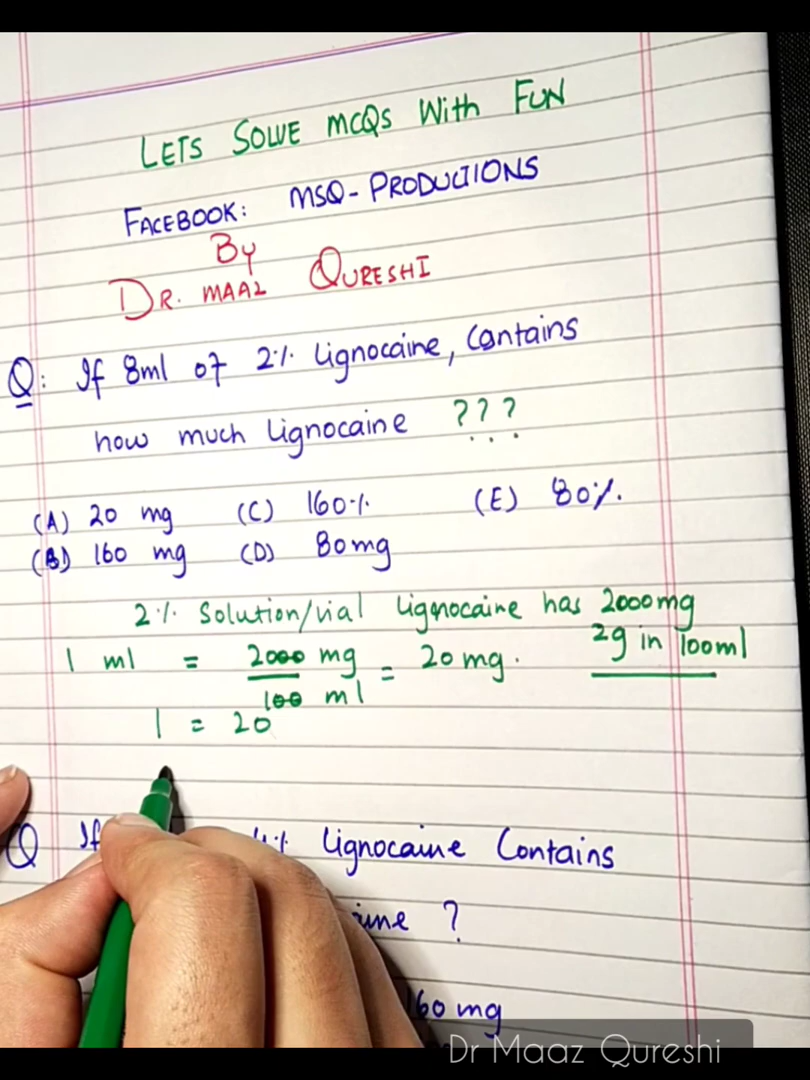 LETS SOLVE MCQs With FUN
FACEBOOK: MSQ-PRODUCTIONS
By
DR. MAAZ QURESHI
Q: If 8ml of 2% Lignocaine, Contains
how much Lignocaine ???
(A) 20 mg (C) 160% (E) 80%.
(B) 160 mg (D) 80mg
2% Solution/vial Lignocaine has 2000mg
2g in 100ml
1 ml = 2000 mg = 20mg.
100 ml
1 = 20
Q If 4% Lignocaine Contains
?
160 mg
Dr Maaz Qureshi